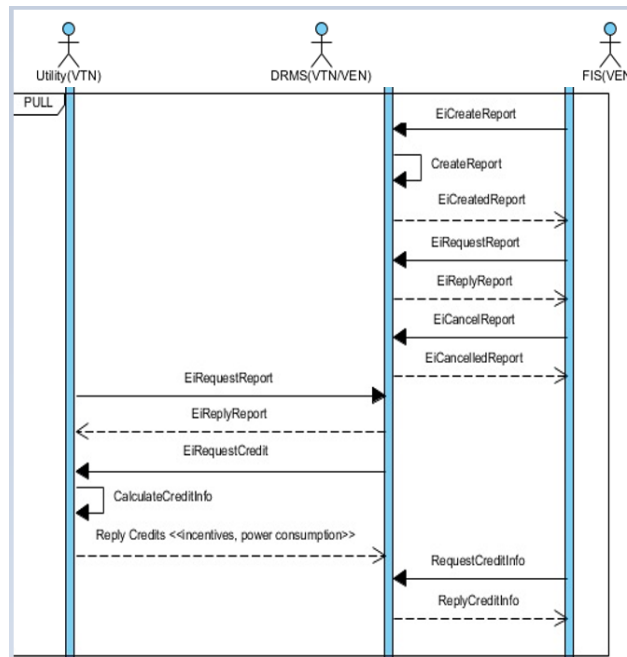 Utility(VTN)
DRMS(VTN/VEN)
FIS(VEN
PULL
EiCreateReport
CreateReport
EiCreatedReport
EiRequestReport
EiReplyReport
EiCancelReport
EiCancelledReport
EiRequestReport
EiReplyReport
EiRequestCredit
CalculateCreditInfo
Reply Credits <<incentives, power consumption>>
RequestCreditInfo
ReplyCreditInfo